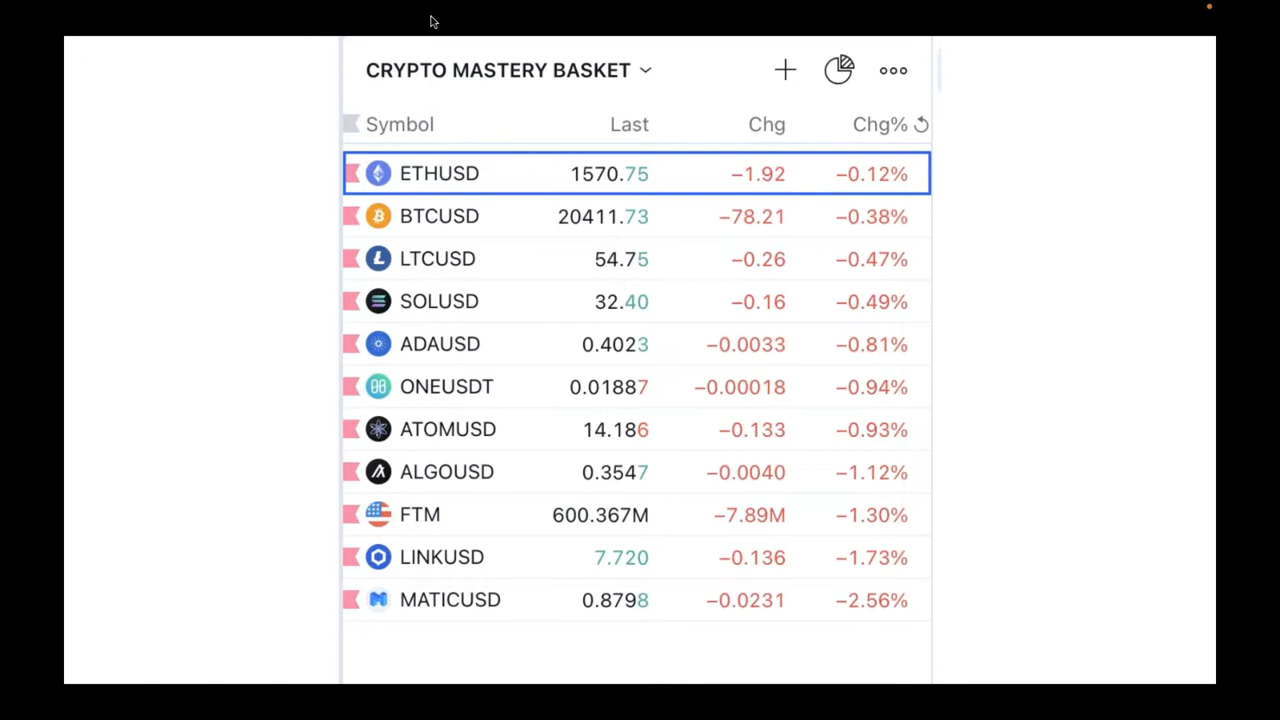 CRYPTO MASTERY BASKET
Symbol Last Chg Chg%
ETHUSD 1570.75 −1.92 −0.12%
BTCUSD 20411.73 −78.21 −0.38%
LTCUSD 54.75 −0.26 −0.47%
SOLUSD 32.40 −0.16 −0.49%
ADAUSD 0.4023 −0.0033 −0.81%
ONEUSDT 0.01887 −0.00018 −0.94%
ATOMUSD 14.186 −0.133 −0.93%
ALGOUSD 0.3547 −0.0040 −1.12%
FTM 600.367M −7.89M −1.30%
LINKUSD 7.720 −0.136 −1.73%
MATICUSD 0.8798 −0.0231 −2.56%